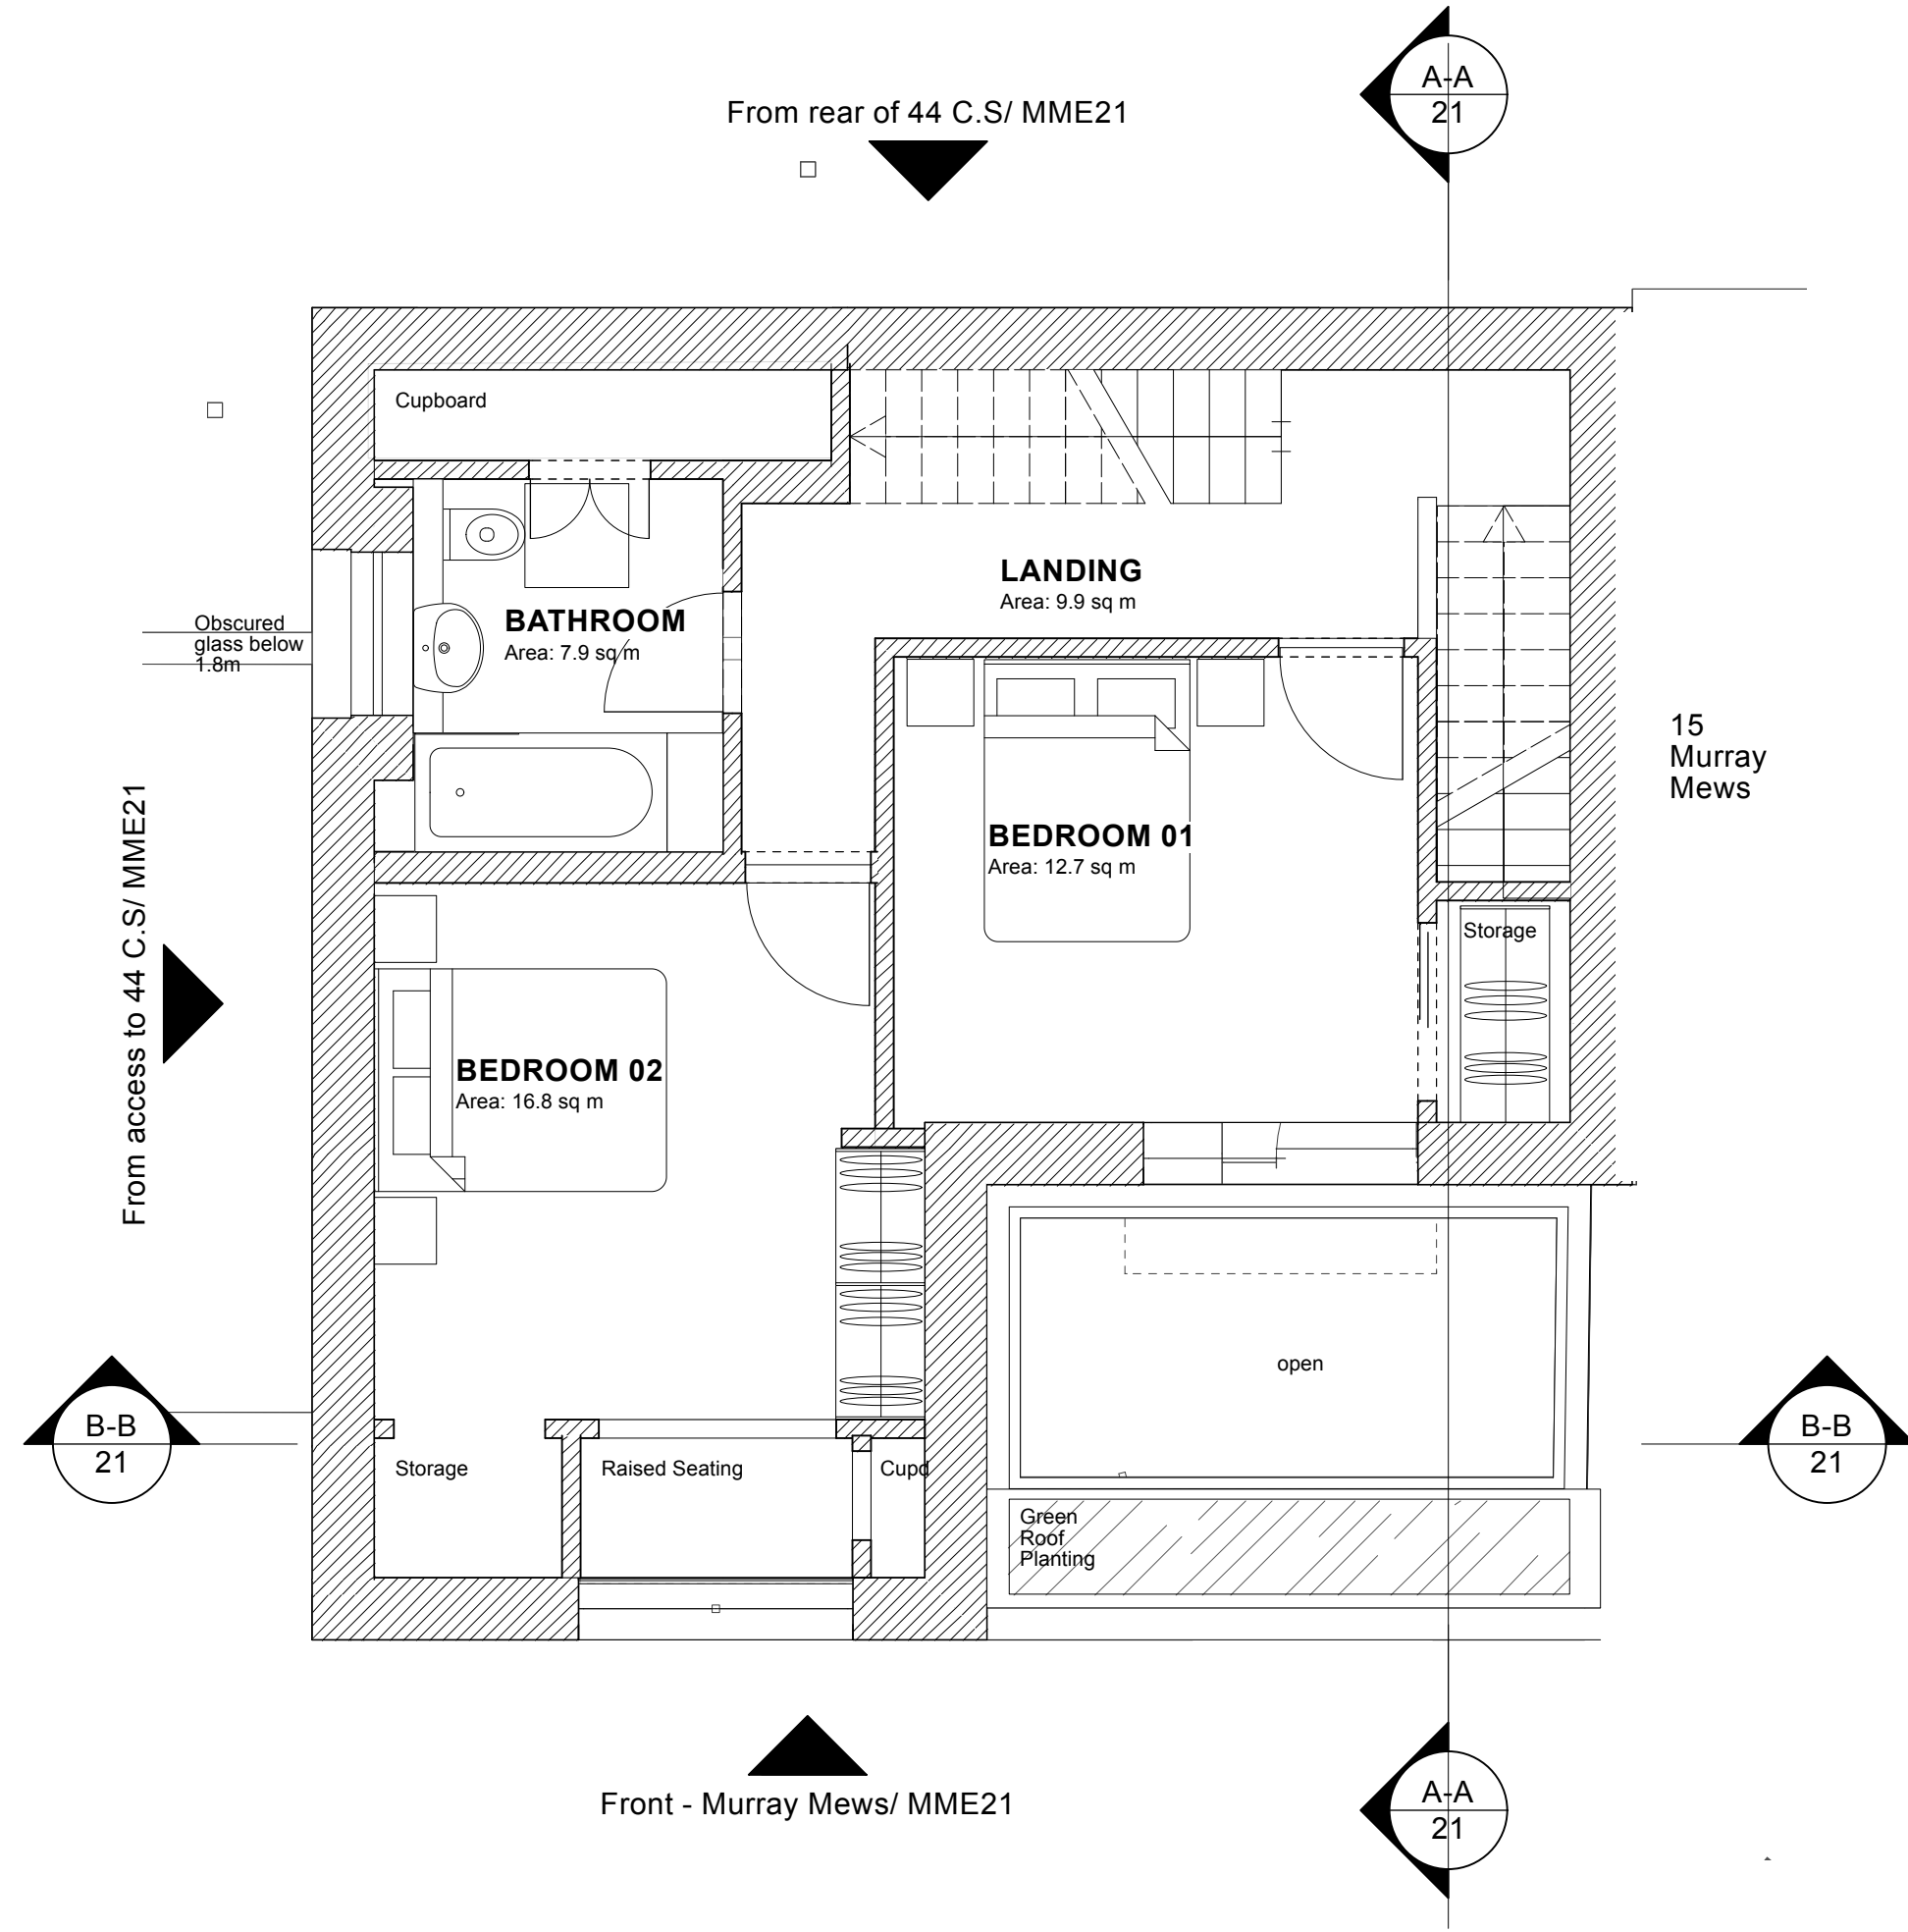 A-A
21
From rear of 44 C.S/ MME21
Cupboard
LANDING
Area: 9.9 sq m
BATHROOM
Area: 7.9 sq m
Obscured
glass below
1.8m
15
Murray
Mews
BEDROOM 01
Area: 12.7 sq m
From access to 44 C.S/ MME21
Storage
BEDROOM 02
Area: 16.8 sq m
open
B-B
21
B-B
21
Storage
Raised Seating
Cupd
Green
Roof
Planting
Front - Murray Mews/ MME21
A-A
21